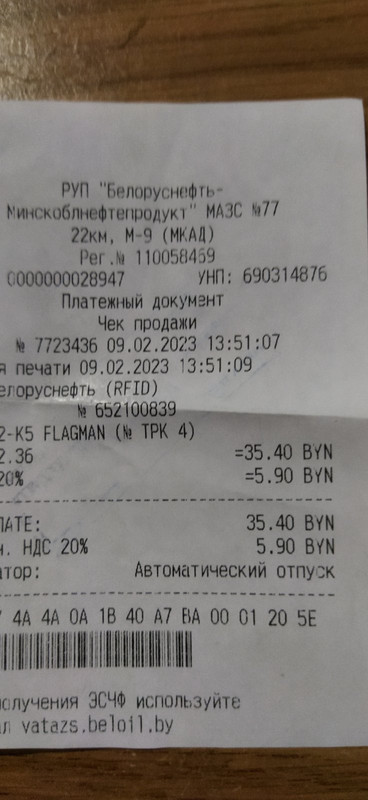 РУП "Белоруснефть-
Минскоблнефтепродукт" МАЗС №77
22км, М-9 (МКАД)
Рег.№ 110058459
0000000028947 УНП: 690314876
Платежный документ
Чек продажи
№ 7723436 09.02.2023 13:51:07
я печати 09.02.2023 13:51:09
елоруснефть (RFID)
№ 652100839
2-К5 FLAGMAN (№ ТРК 4)
2.36 =35.40 BYN
20% =5.90 BYN
ЛАТЕ: 35.40 BYN
ч. НДС 20% 5.90 BYN
атор: Автоматический отпуск
4A 4A 0A 1B 40 A7 BA 00 01 20 5E
олучения ЭСЧФ используйте
ал vatazs.beloil.by